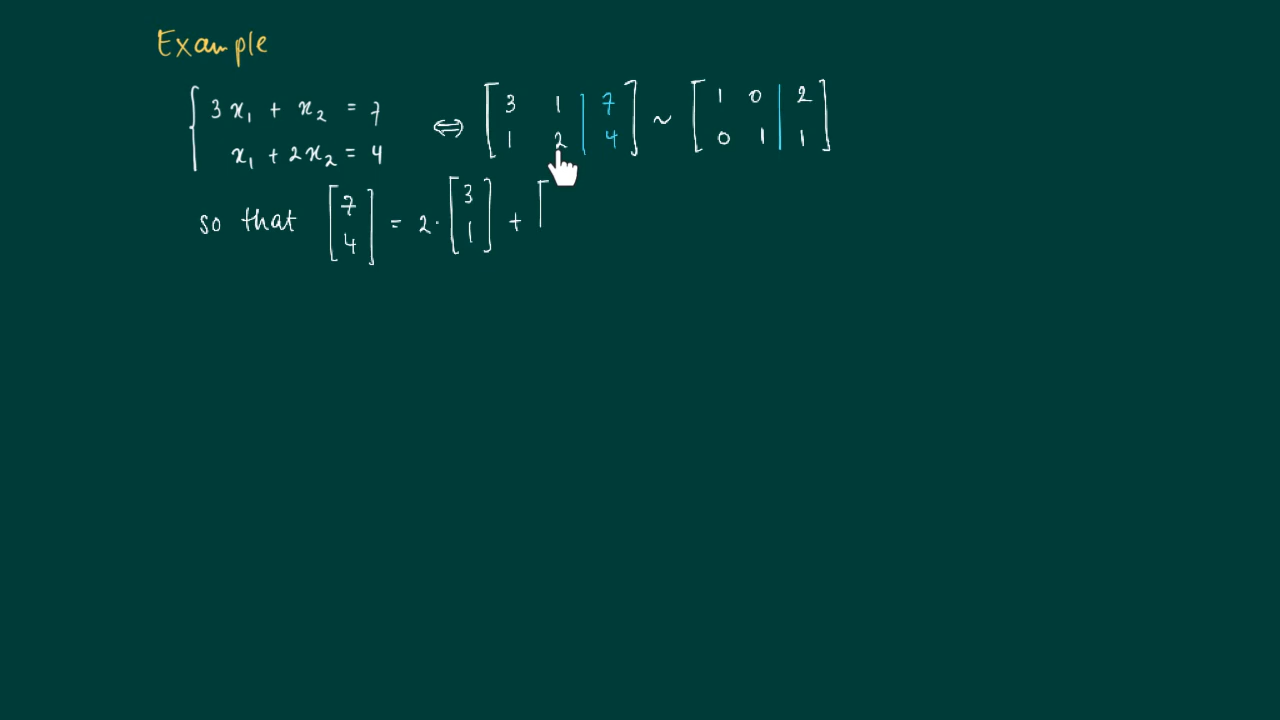 Example
{ 3x₁ + x₂ = 7
x₁ + 2x₂ = 4
⇔ [ 3 1 | 7
1 2 | 4 ]
~ [ 1 0 | 2
0 1 | 1 ]
so that [ 7
4 ] = 2 · [ 3
1 ] + [